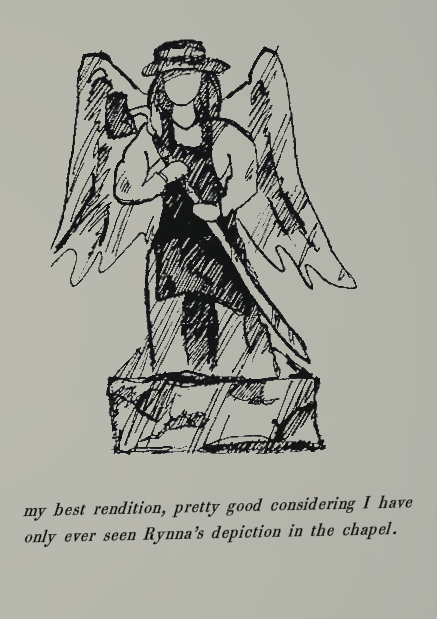 my best rendition, pretty good considering I have
only ever seen Rynna's depiction in the chapel.